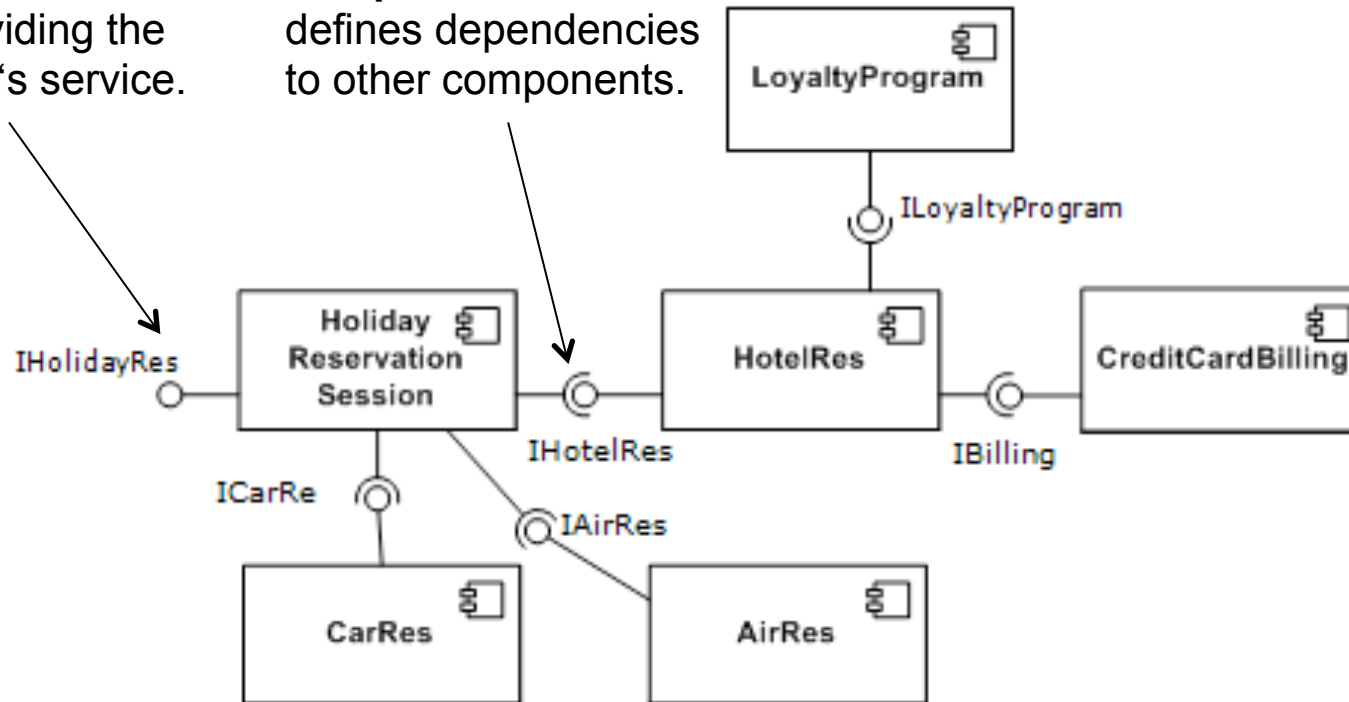 viding the
's service.
defines dependencies
to other components.
LoyaltyProgram
ILoyaltyProgram
IHolidayRes
Holiday
Reservation
Session
HotelRes
CreditCardBilling
IHotelRes
IBilling
ICarRe
IAirRes
CarRes
AirRes